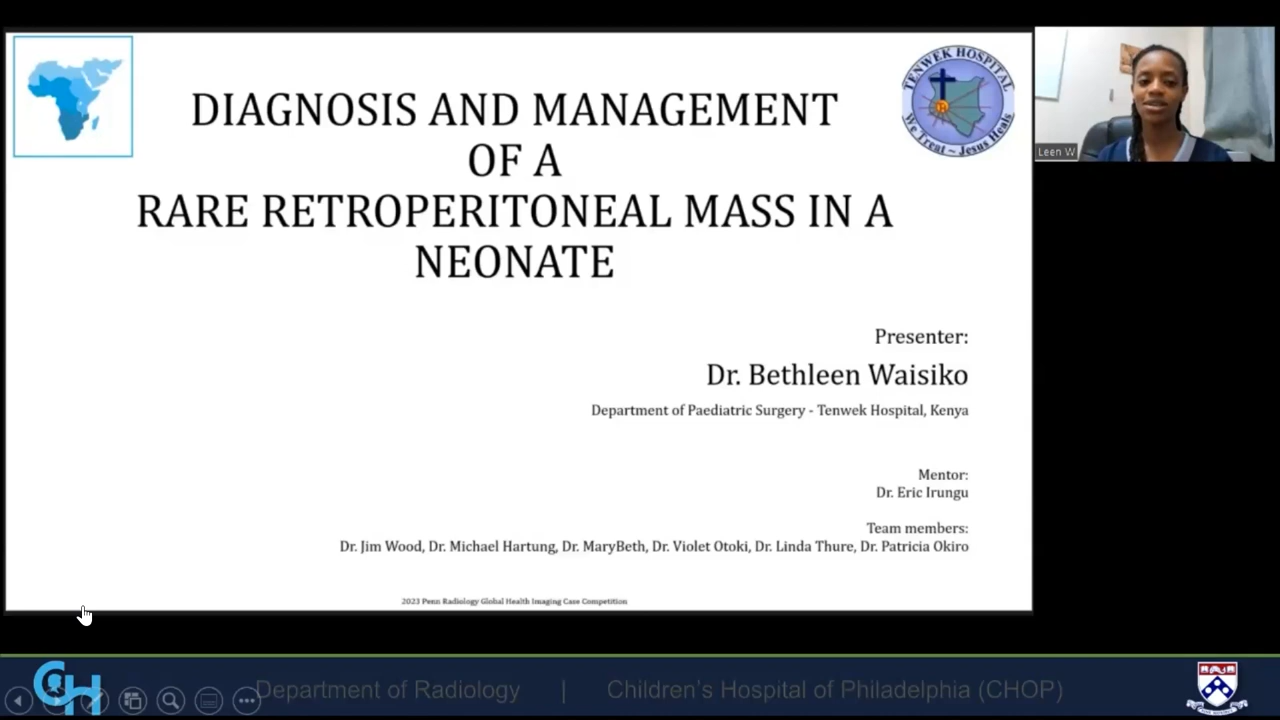 TENWEK HOSPITAL
We Treat ~ Jesus Heals
DIAGNOSIS AND MANAGEMENT
OF A
RARE RETROPERITONEAL MASS IN A
NEONATE
Leen W
Presenter:
Dr. Bethleen Waisiko
Department of Paediatric Surgery - Tenwek Hospital, Kenya
Mentor:
Dr. Eric Irungu
Team members:
Dr. Jim Wood, Dr. Michael Hartung, Dr. MaryBeth, Dr. Violet Otoki, Dr. Linda Thure, Dr. Patricia Okiro
2023 Penn Radiology Global Health Imaging Case Competition
Department of Radiology | Children's Hospital of Philadelphia (CHOP)